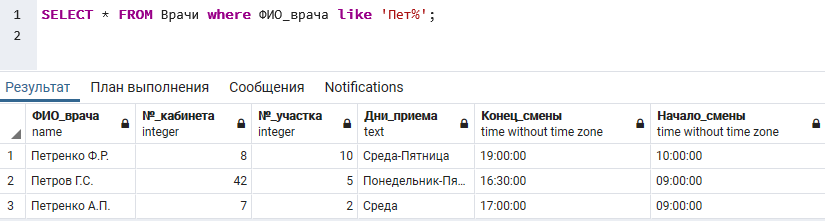 1 SELECT * FROM Врачи where ФИО_врача like 'Пет%';
2
Результат План выполнения Сообщения Notifications
ФИО_врача №_кабинета №_участка Дни_приема Конец_смены Начало_смены
name integer integer text time without time zone time without time zone
1 Петренко Ф.Р. 8 10 Среда-Пятница 19:00:00 10:00:00
2 Петров Г.С. 42 5 Понедельник-Пя... 16:30:00 09:00:00
3 Петренко А.П. 7 2 Среда 17:00:00 09:00:00